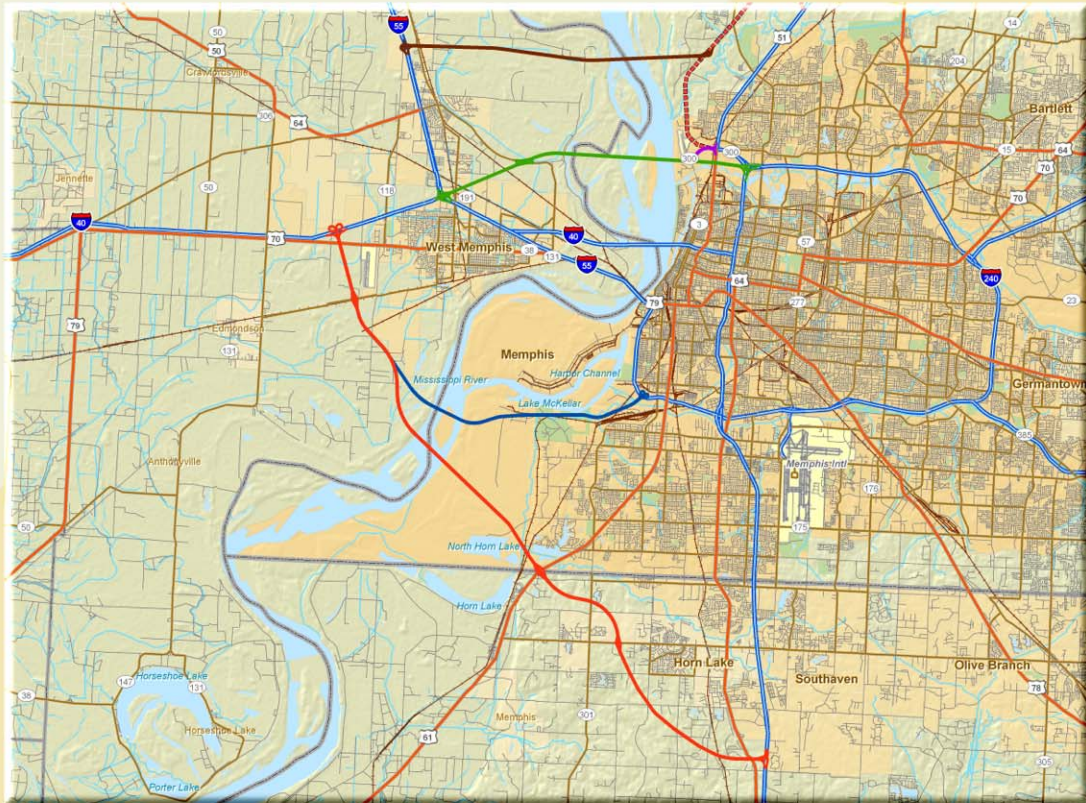 55
50
50
Crawfordsville
306
64
51
14
204
Bartlett
15
64
70
70
Jennette
50
118
191
300
300
3
57
40
70
West Memphis
38
131
40
55
79
64
277
240
23
79
Edmondson
131
Memphis
Harbor Channel
Mississippi River
Lake McKellar
Germantown
385
Anthonyville
Memphis Intl
176
175
50
North Horn Lake
Horn Lake
Horn Lake
Southaven
Olive Branch
78
Horseshoe Lake
147
131
38
Horseshoe Lake
Memphis
301
61
305
Porter Lake